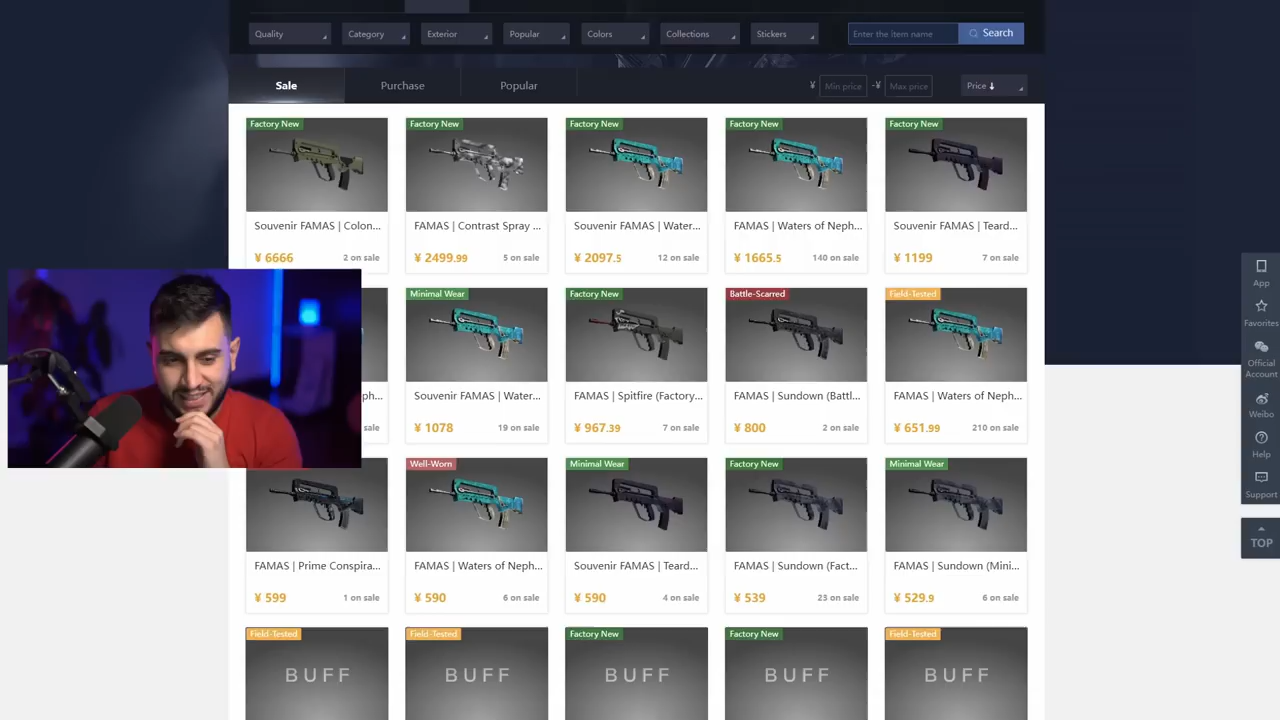 Quality
Category
Exterior
Popular
Colors
Collections
Stickers
Enter the item name
Search
Sale
Purchase
Popular
¥ Min price -¥ Max price
Price
Factory New
Factory New
Factory New
Factory New
Factory New
Souvenir FAMAS | Colon...
FAMAS | Contrast Spray ...
Souvenir FAMAS | Water...
FAMAS | Waters of Neph...
Souvenir FAMAS | Teard...
¥ 6666 2 on sale
¥ 2499.99 5 on sale
¥ 2097.5 12 on sale
¥ 1665.5 140 on sale
¥ 1199 7 on sale
Minimal Wear
Factory New
Battle-Scarred
Field-Tested
ph...
Souvenir FAMAS | Water...
FAMAS | Spitfire (Factory...
FAMAS | Sundown (Battl...
FAMAS | Waters of Neph...
sale
¥ 1078 19 on sale
¥ 967.39 7 on sale
¥ 800 2 on sale
¥ 651.99 210 on sale
Well-Worn
Minimal Wear
Factory New
Minimal Wear
FAMAS | Prime Conspira...
FAMAS | Waters of Neph...
Souvenir FAMAS | Teard...
FAMAS | Sundown (Fact...
FAMAS | Sundown (Mini...
¥ 599 1 on sale
¥ 590 6 on sale
¥ 590 4 on sale
¥ 539 23 on sale
¥ 529.9 6 on sale
Field-Tested
Field-Tested
Factory New
Factory New
Field-Tested
BUFF
BUFF
BUFF
BUFF
BUFF
App
Favorites
Official
Account
Weibo
Help
Support
TOP